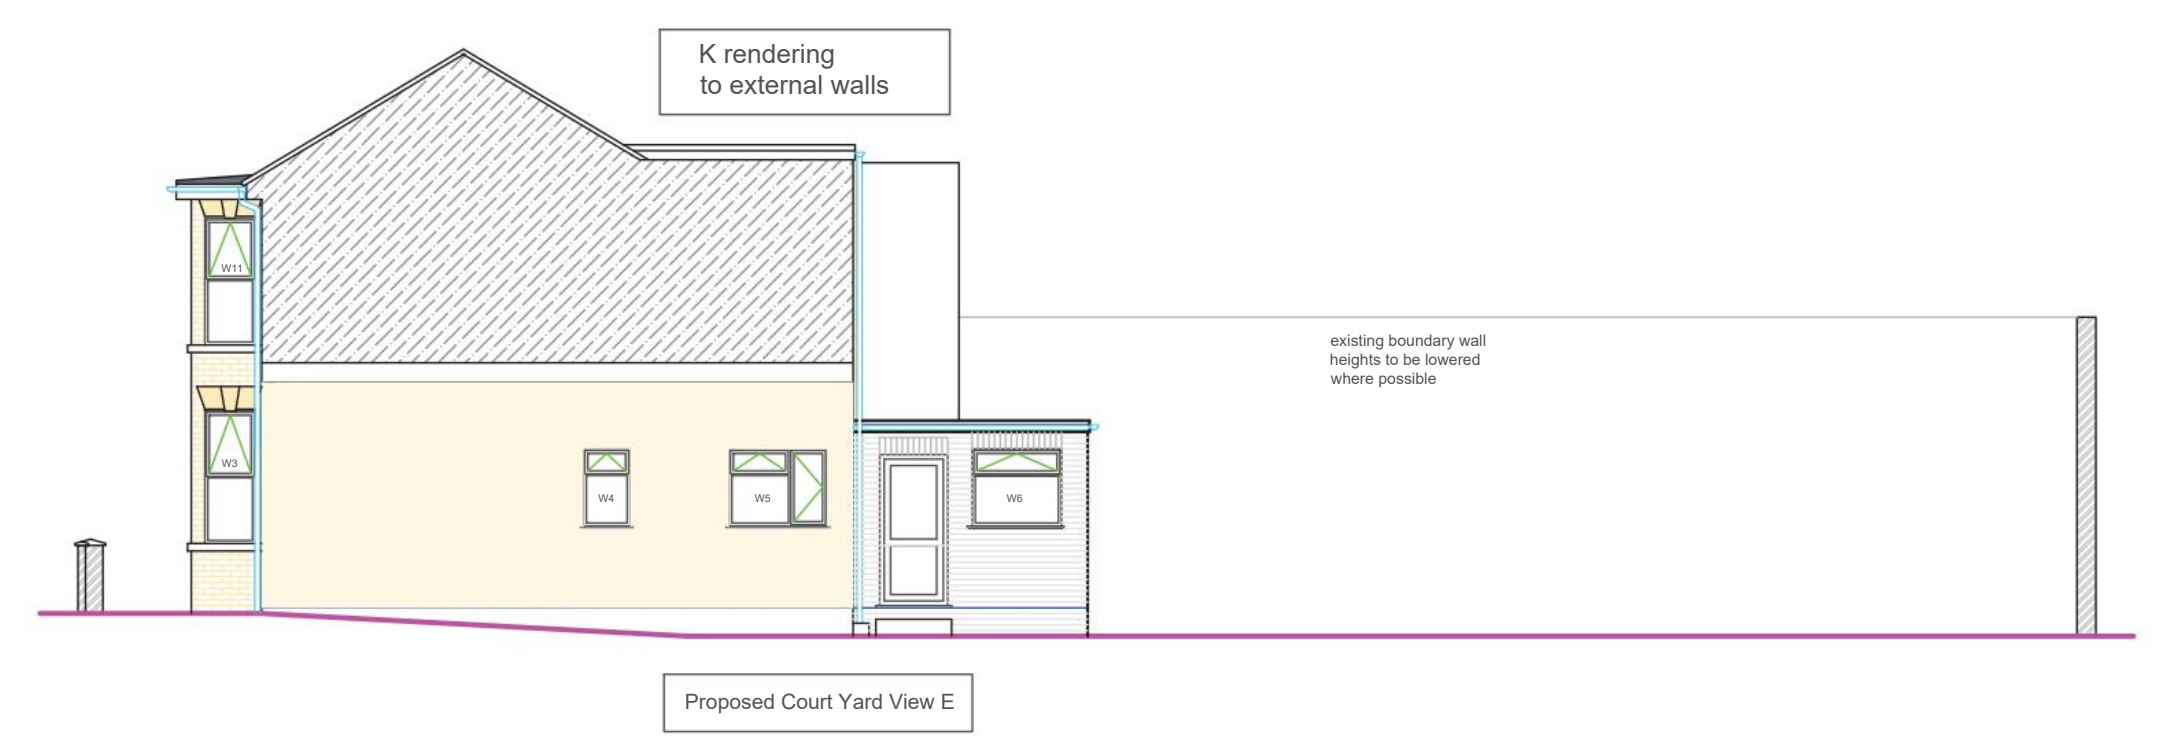 K rendering
to external walls
existing boundary wall
heights to be lowered
where possible
W11
W3
W4
W5
W6
Proposed Court Yard View E